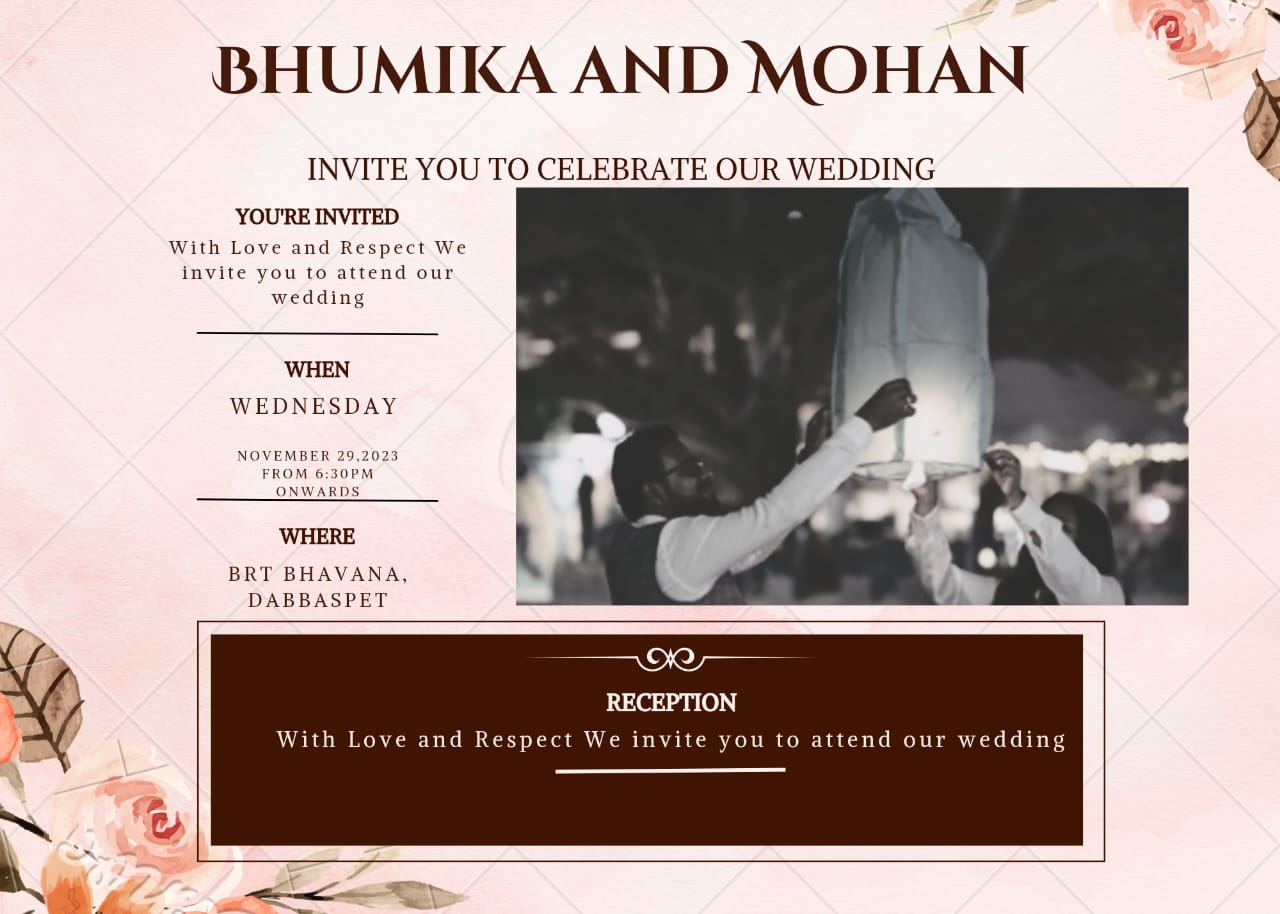 BHUMIKA AND MOHAN
INVITE YOU TO CELEBRATE OUR WEDDING
YOU'RE INVITED
With Love and Respect We
invite you to attend our
wedding
WHEN
WEDNESDAY
NOVEMBER 29,2023
FROM 6:30PM
ONWARDS
WHERE
BRT BHAVANA,
DABBASPET
RECEPTION
With Love and Respect We invite you to attend our wedding